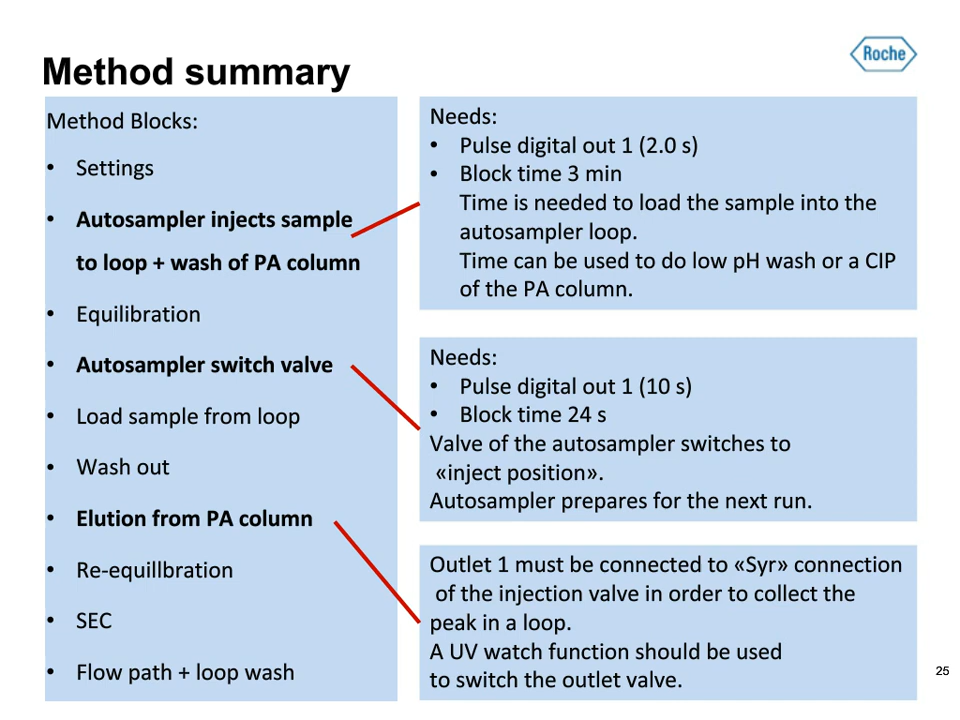 Roche
Method summary
Method Blocks:
• Settings
• Autosampler injects sample
to loop + wash of PA column
• Equilibration
• Autosampler switch valve
• Load sample from loop
• Wash out
• Elution from PA column
• Re-equillbration
• SEC
• Flow path + loop wash
Needs:
• Pulse digital out 1 (2.0 s)
• Block time 3 min
Time is needed to load the sample into the
autosampler loop.
Time can be used to do low pH wash or a CIP
of the PA column.
Needs:
• Pulse digital out 1 (10 s)
• Block time 24 s
Valve of the autosampler switches to
«inject position».
Autosampler prepares for the next run.
Outlet 1 must be connected to «Syr» connection
of the injection valve in order to collect the
peak in a loop.
A UV watch function should be used
to switch the outlet valve.
25